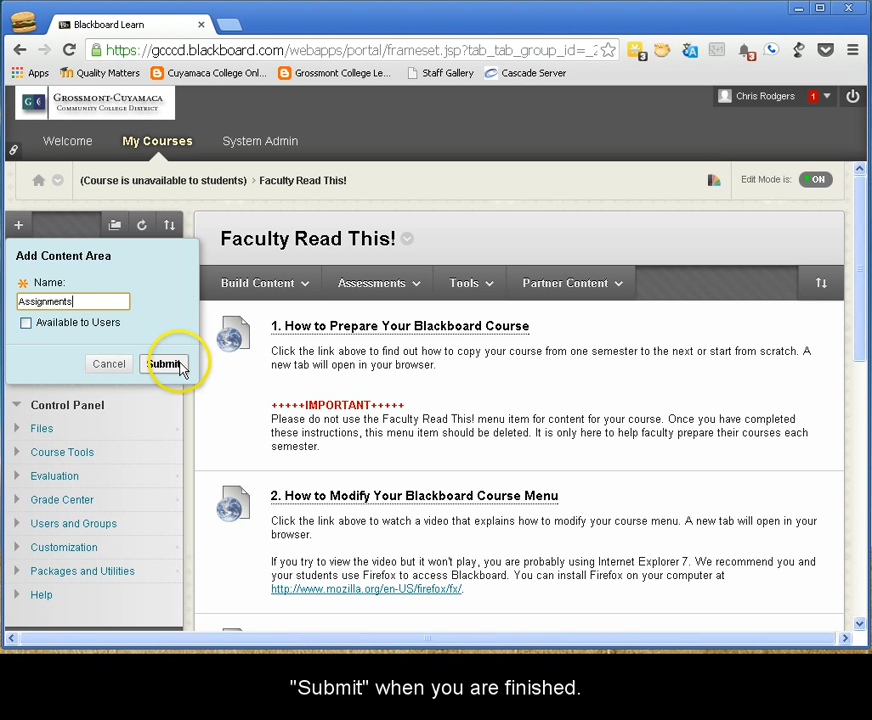 Blackboard Learn
https://gcccd.blackboard.com/webapps/portal/frameset.jsp?tab_tab_group_id=_2
Apps Quality Matters Cuyamaca College Onl... Grossmont College Le... Staff Gallery Cascade Server
GROSSMONT-CUYAMACA
COMMUNITY COLLEGE DISTRICT
Chris Rodgers 1
Welcome My Courses System Admin
(Course is unavailable to students) > Faculty Read This! Edit Mode is: ON
Add Content Area
Name:
Assignments
Available to Users
Cancel Submit
Control Panel
Files
Course Tools
Evaluation
Grade Center
Users and Groups
Customization
Packages and Utilities
Help
Faculty Read This!
Build Content Assessments Tools Partner Content
1. How to Prepare Your Blackboard Course
Click the link above to find out how to copy your course from one semester to the next or start from scratch. A
new tab will open in your browser.
+++++IMPORTANT+++++
Please do not use the Faculty Read This! menu item for content for your course. Once you have completed
these instructions, this menu item should be deleted. It is only here to help faculty prepare their courses each
semester.
2. How to Modify Your Blackboard Course Menu
Click the link above to watch a video that explains how to modify your course menu. A new tab will open in your
browser.
If you try to view the video but it won't play, you are probably using Internet Explorer 7. We recommend you and
your students use Firefox to access Blackboard. You can install Firefox on your computer at
http://www.mozilla.org/en-US/firefox/fx/.
"Submit" when you are finished.